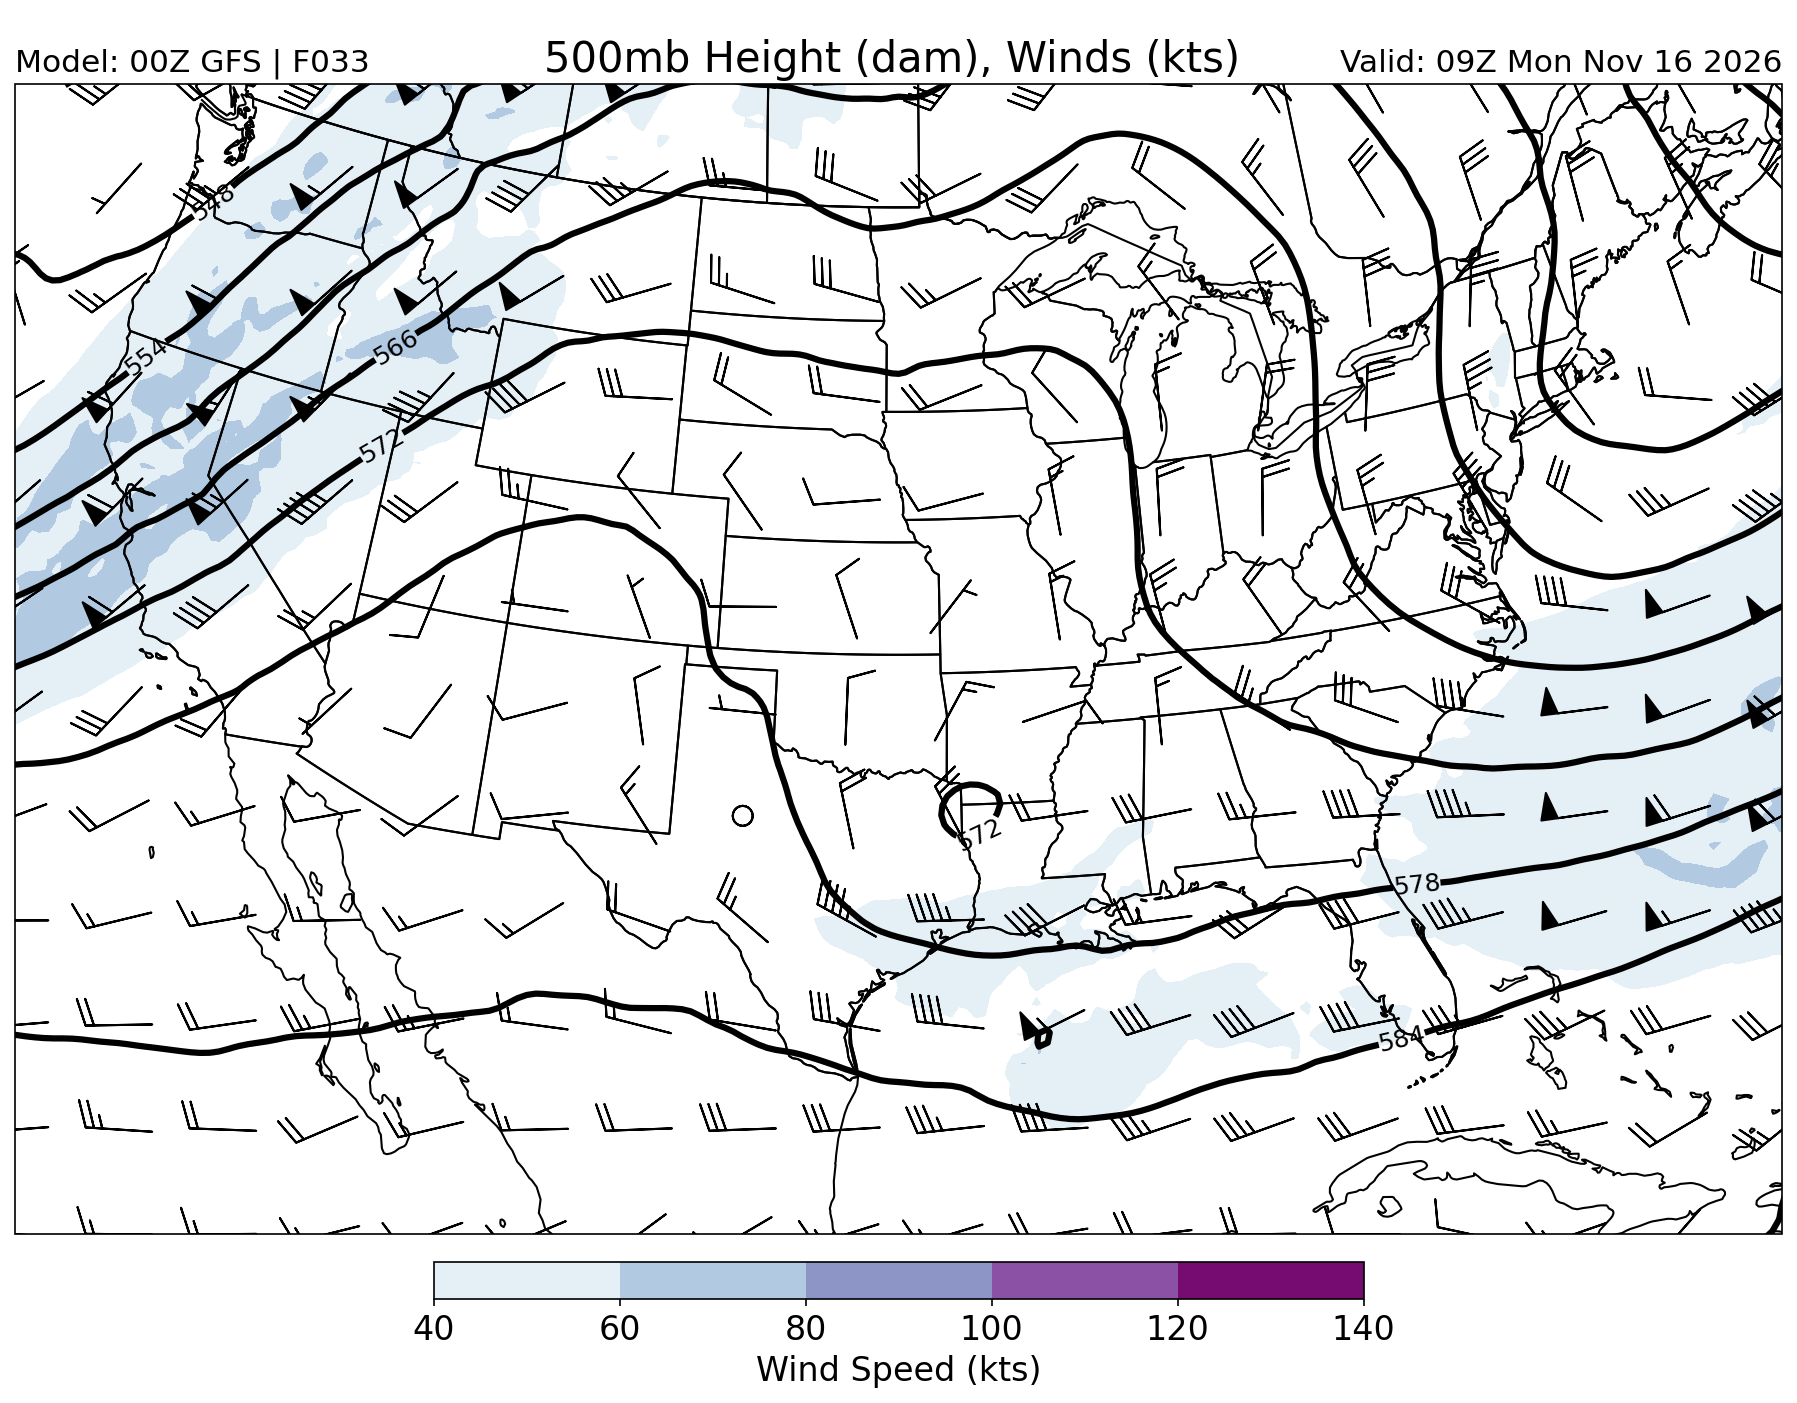 Model: 00Z GFS | F033
500mb Height (dam), Winds (kts)
Valid: 09Z Mon Nov 16 2026
548
554
566
572
572
578
584
40 60 80 100 120 140
Wind Speed (kts)